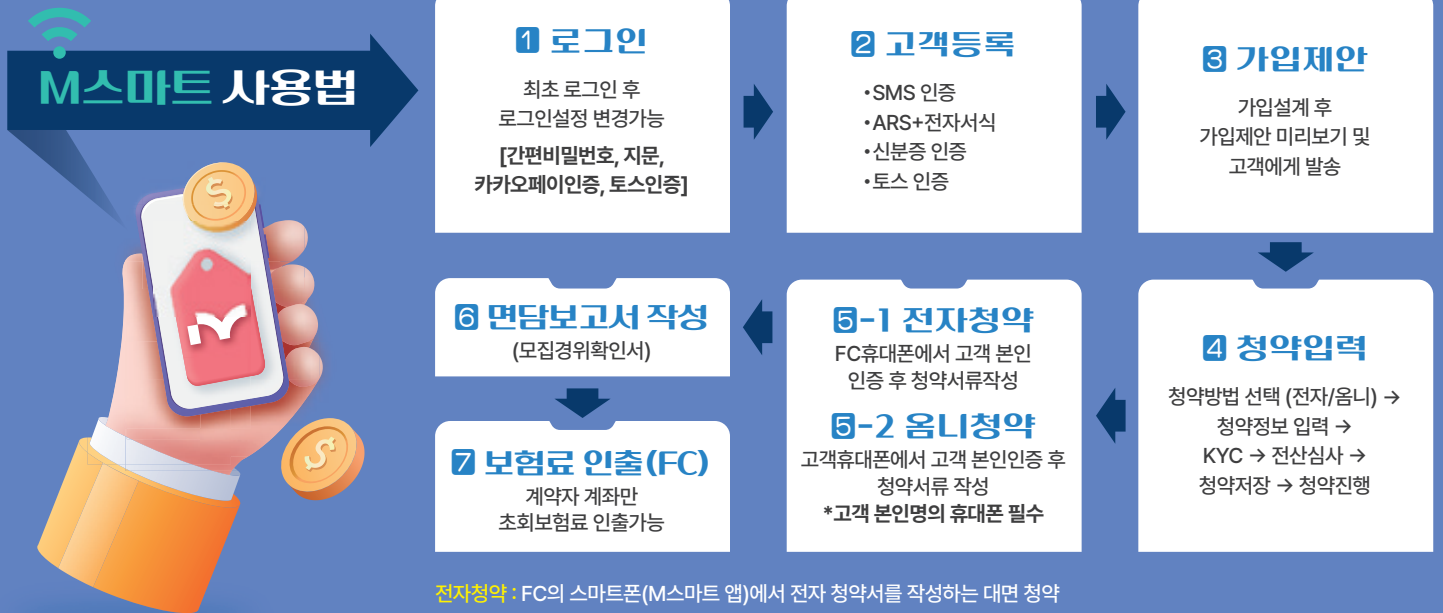 M스마트 사용법
1 로그인
최초 로그인 후
로그인설정 변경가능
[간편비밀번호, 지문,
카카오페이인증, 토스인증]
2 고객등록
•SMS 인증
•ARS+전자서식
•신분증 인증
•토스 인증
3 가입제안
가입설계 후
가입제안 미리보기 및
고객에게 발송
4 청약입력
청약방법 선택 (전자/옴니) →
청약정보 입력 →
KYC → 전산심사 →
청약저장 → 청약진행
5-1 전자청약
FC휴대폰에서 고객 본인
인증 후 청약서류작성
5-2 옴니청약
고객휴대폰에서 고객 본인인증 후
청약서류 작성
*고객 본인명의 휴대폰 필수
6 면담보고서 작성
(모집경위확인서)
7 보험료 인출(FC)
계약자 계좌만
초회보험료 인출가능
전자청약 : FC의 스마트폰(M스마트 앱)에서 전자 청약서를 작성하는 대면 청약